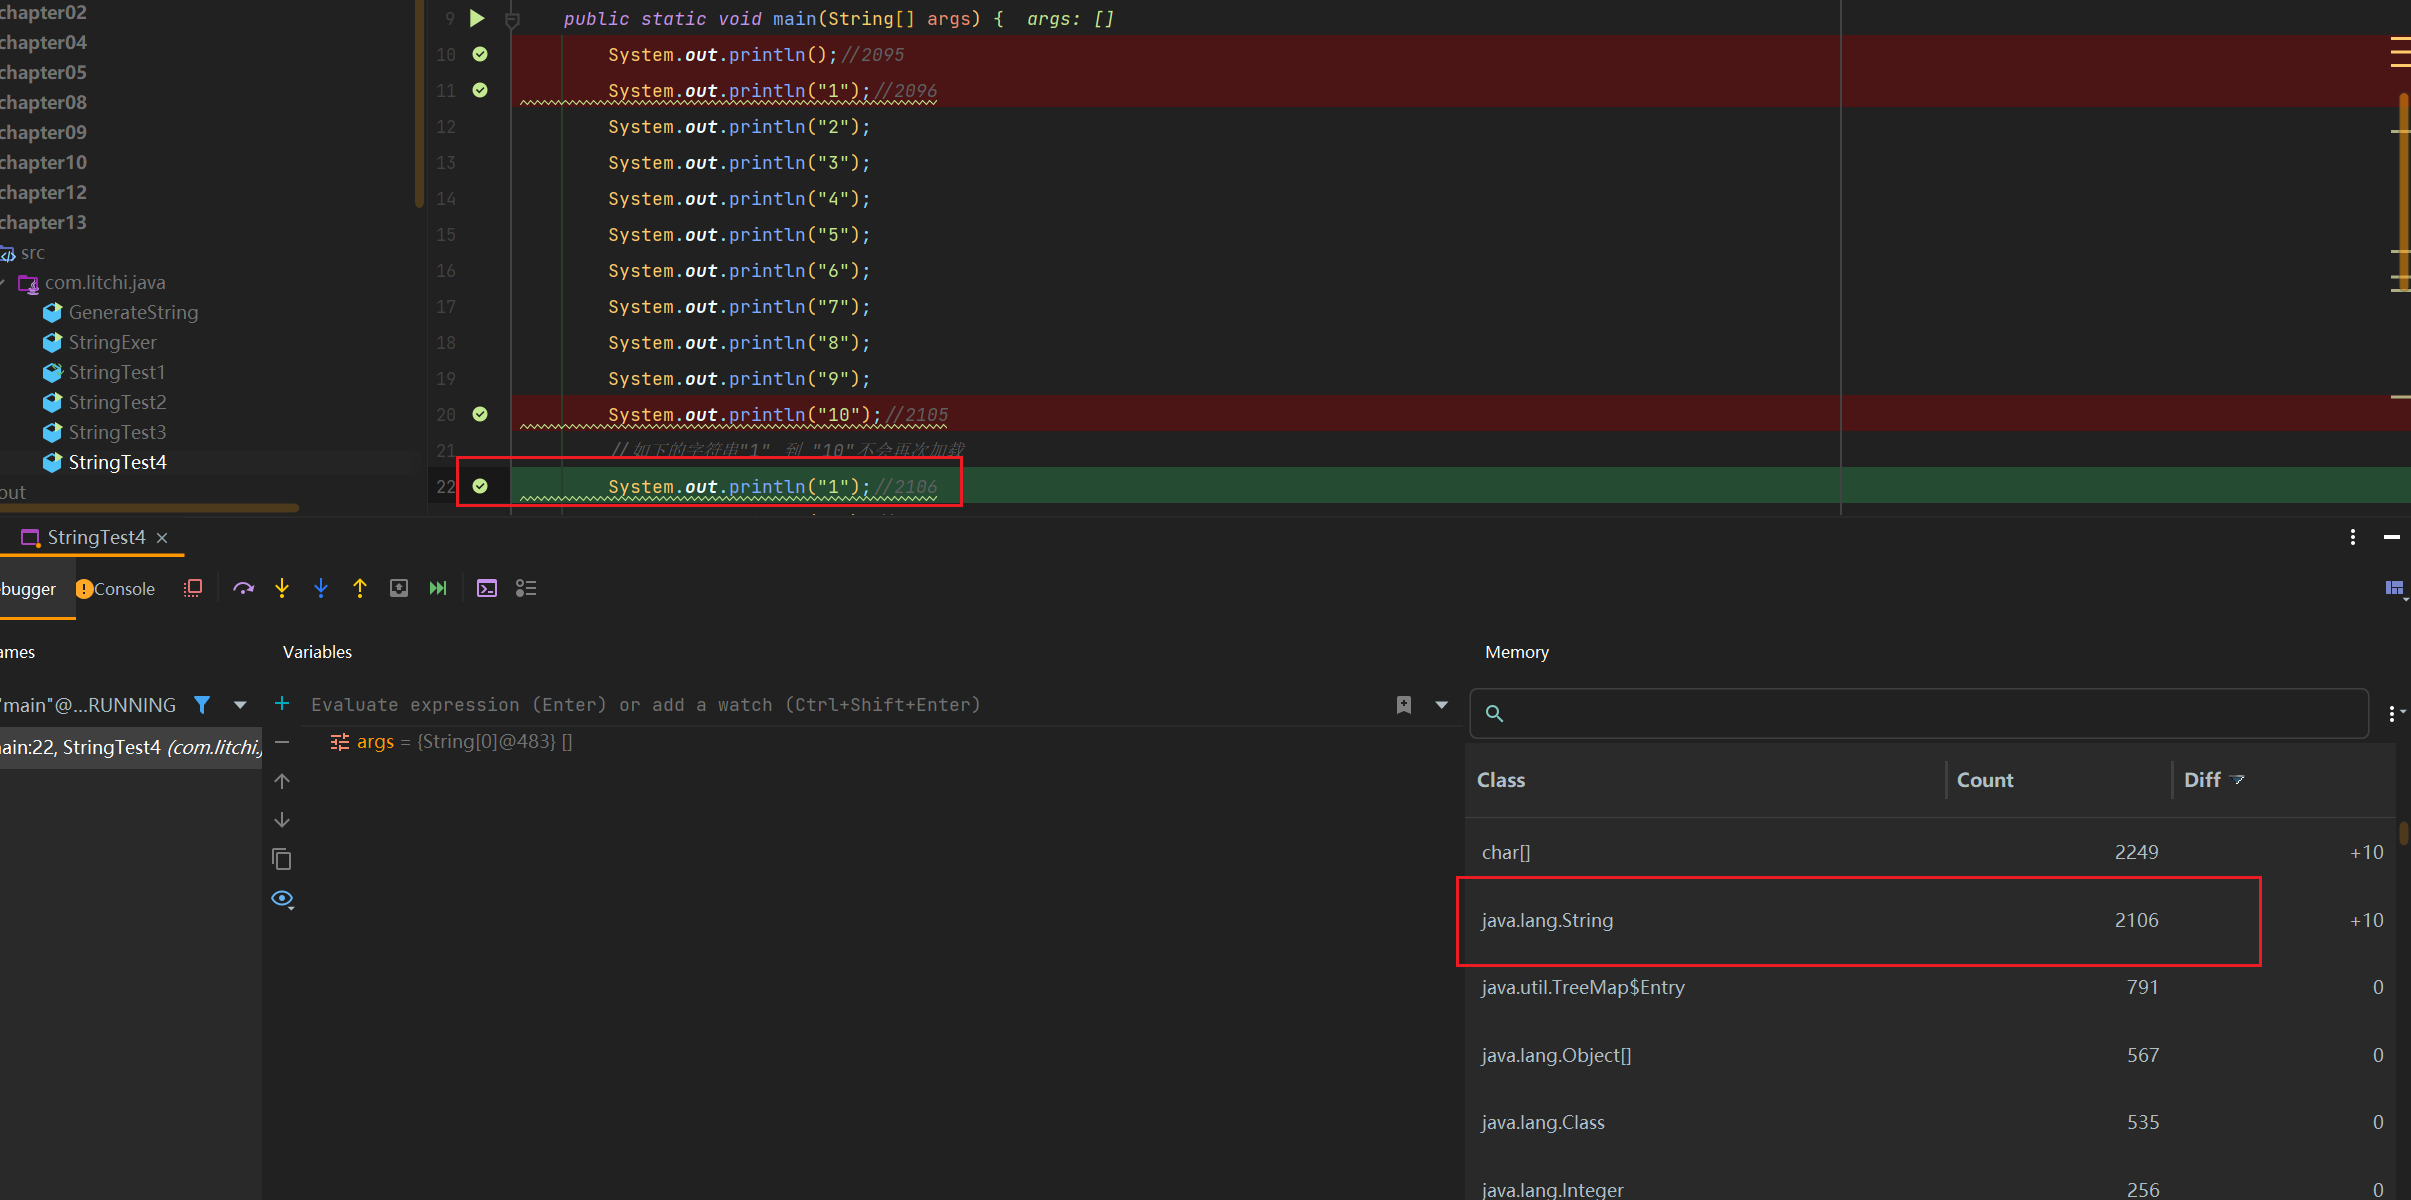 chapter02
chapter04
chapter05
chapter08
chapter09
chapter10
chapter12
chapter13
src
com.litchi.java
GenerateString
StringExer
StringTest1
StringTest2
StringTest3
StringTest4
out
9 public static void main(String[] args) { args: []
10 System.out.println();//2095
11 System.out.println("1");//2096
12 System.out.println("2");
13 System.out.println("3");
14 System.out.println("4");
15 System.out.println("5");
16 System.out.println("6");
17 System.out.println("7");
18 System.out.println("8");
19 System.out.println("9");
20 System.out.println("10");//2105
21 //如下的字符串"1" 到 "10"不会再次加载
22 System.out.println("1");//2106
StringTest4
bugger
Console
ames
Variables
Memory
"main"@...RUNNING
Evaluate expression (Enter) or add a watch (Ctrl+Shift+Enter)
ain:22, StringTest4 (com.litchi.j
args = {String[0]@483} []
Class Count Diff
char[] 2249 +10
java.lang.String 2106 +10
java.util.TreeMap$Entry 791 0
java.lang.Object[] 567 0
java.lang.Class 535 0
java.lang.Integer 256 0